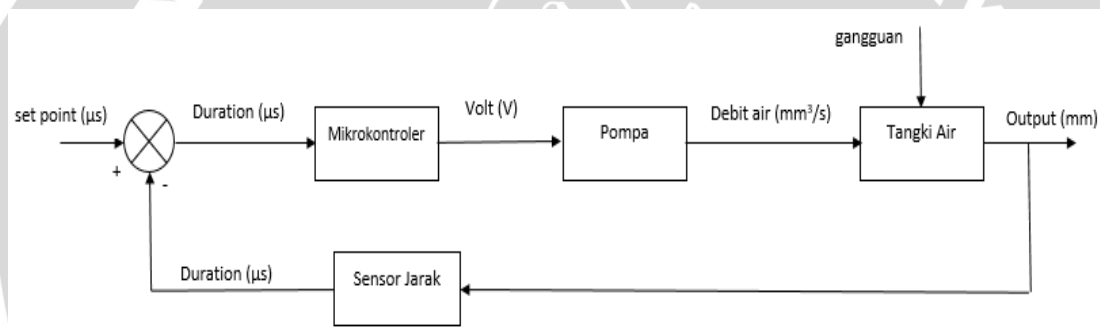 gangguan
set point (μs)
Duration (μs)
Mikrokontroler
Volt (V)
Pompa
Debit air (mm³/s)
Tangki Air
Output (mm)
+
-
Duration (μs)
Sensor Jarak